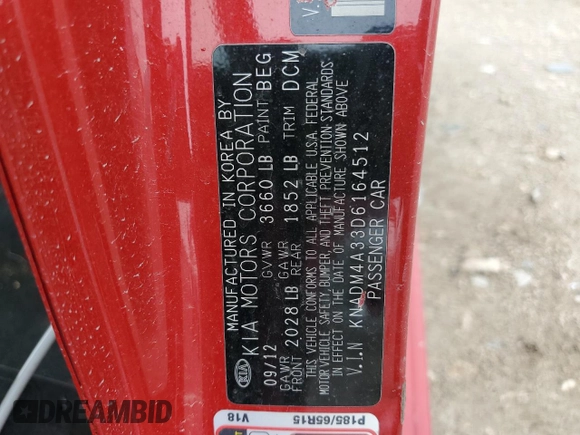 MANUFACTURED IN KOREA BY
KIA KIA MOTORS CORPORATION
09/12 GVWR 3660 LB PAINT BEG
GAWR FRONT 2028 LB GAWR REAR 1852 LB TRIM DCM
THIS VEHICLE CONFORMS TO ALL APPLICABLE U.S.A. FEDERAL
MOTOR VEHICLE SAFETY, BUMPER, AND THEFT PREVENTION STANDARDS
IN EFFECT ON THE DATE OF MANUFACTURE SHOWN ABOVE
V.I.N KNADM4A33D6164512
PASSENGER CAR
P185/65R15
V18
DREAMBID